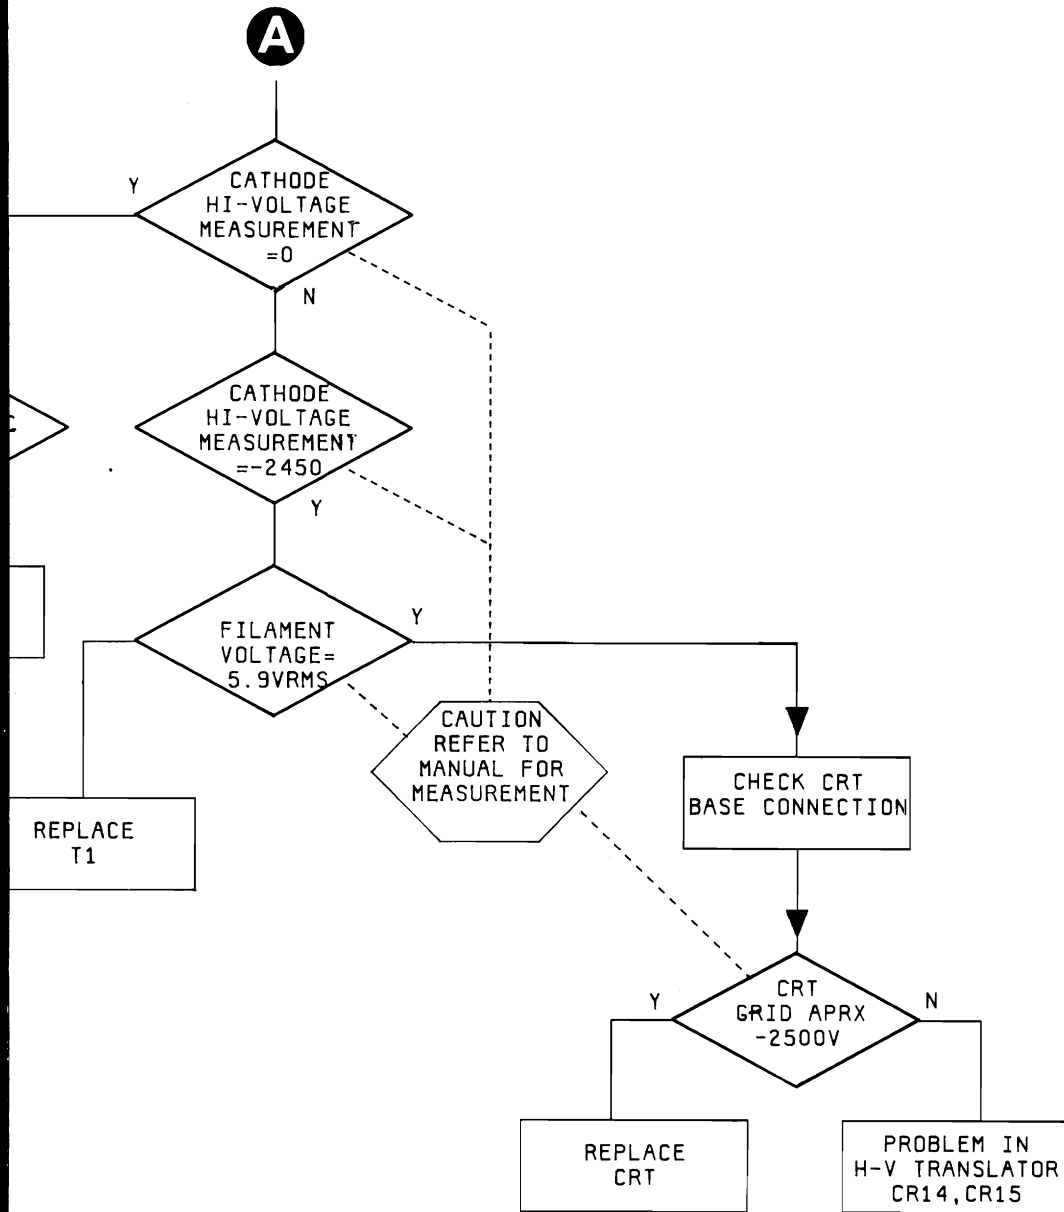 A
Y
CATHODE
HI-VOLTAGE
MEASUREMENT
=0
N
CATHODE
HI-VOLTAGE
MEASUREMENT
=-2450
Y
FILAMENT
VOLTAGE=
5.9VRMS
Y
CAUTION
REFER TO
MANUAL FOR
MEASUREMENT
CHECK CRT
BASE CONNECTION
REPLACE
T1
CRT
GRID APRX
-2500V
Y
N
REPLACE
CRT
PROBLEM IN
H-V TRANSLATOR
CR14,CR15